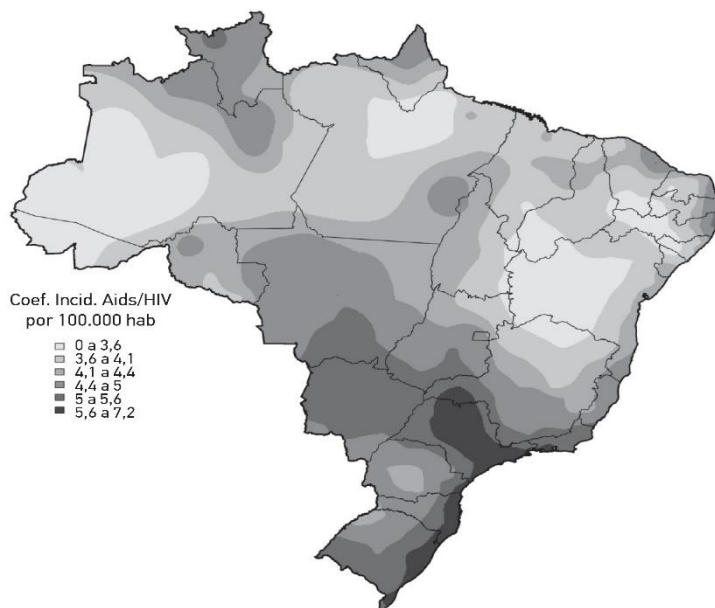 Coef. Incid. Aids/HIV
por 100.000 hab
0 a 3,6
3,6 a 4,1
4,1 a 4,4
4,4 a 5
5 a 5,6
5,6 a 7,2